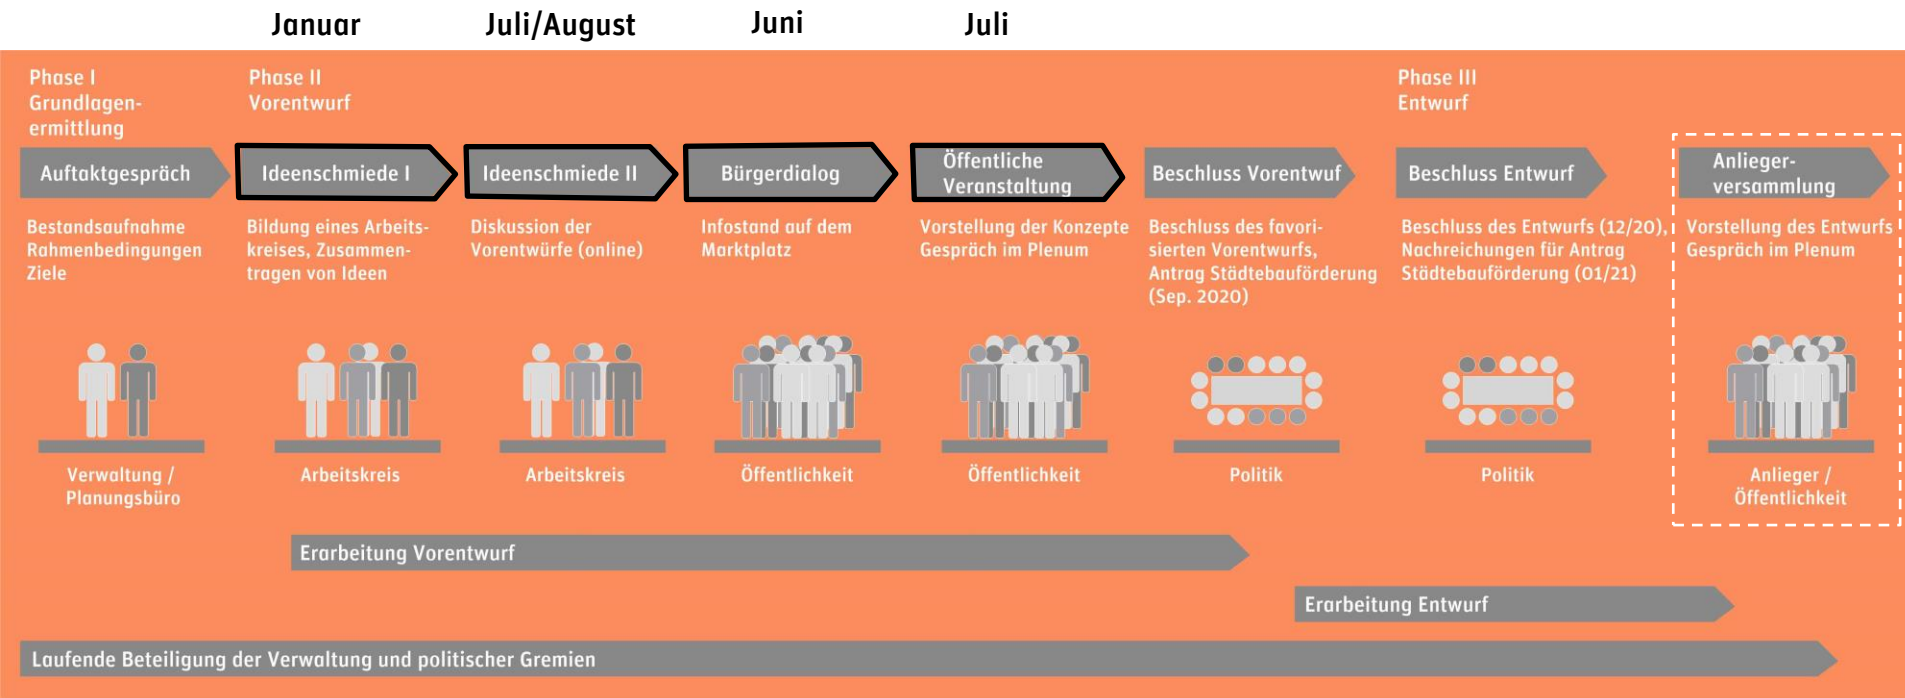 Januar
Juli/August
Juni
Juli
Phase I
Grundlagen-
ermittlung
Phase II
Vorentwurf
Phase III
Entwurf
Auftaktgespräch
Ideenschmiede I
Ideenschmiede II
Bürgerdialog
Öffentliche
Veranstaltung
Beschluss Vorentwuf
Beschluss Entwurf
Anlieger-
versammlung
Bestandsaufnahme
Rahmenbedingungen
Ziele
Bildung eines Arbeits-
kreises, Zusammen-
tragen von Ideen
Diskussion der
Vorentwürfe (online)
Infostand auf dem
Marktplatz
Vorstellung der Konzepte
Gespräch im Plenum
Beschluss des favori-
sierten Vorentwurfs,
Antrag Städtebauförderung
(Sep. 2020)
Beschluss des Entwurfs (12/20),
Nachreichungen für Antrag
Städtebauförderung (01/21)
Vorstellung des Entwurfs
Gespräch im Plenum
Verwaltung /
Planungsbüro
Arbeitskreis
Arbeitskreis
Öffentlichkeit
Öffentlichkeit
Politik
Politik
Anlieger /
Öffentlichkeit
Erarbeitung Vorentwurf
Erarbeitung Entwurf
Laufende Beteiligung der Verwaltung und politischer Gremien